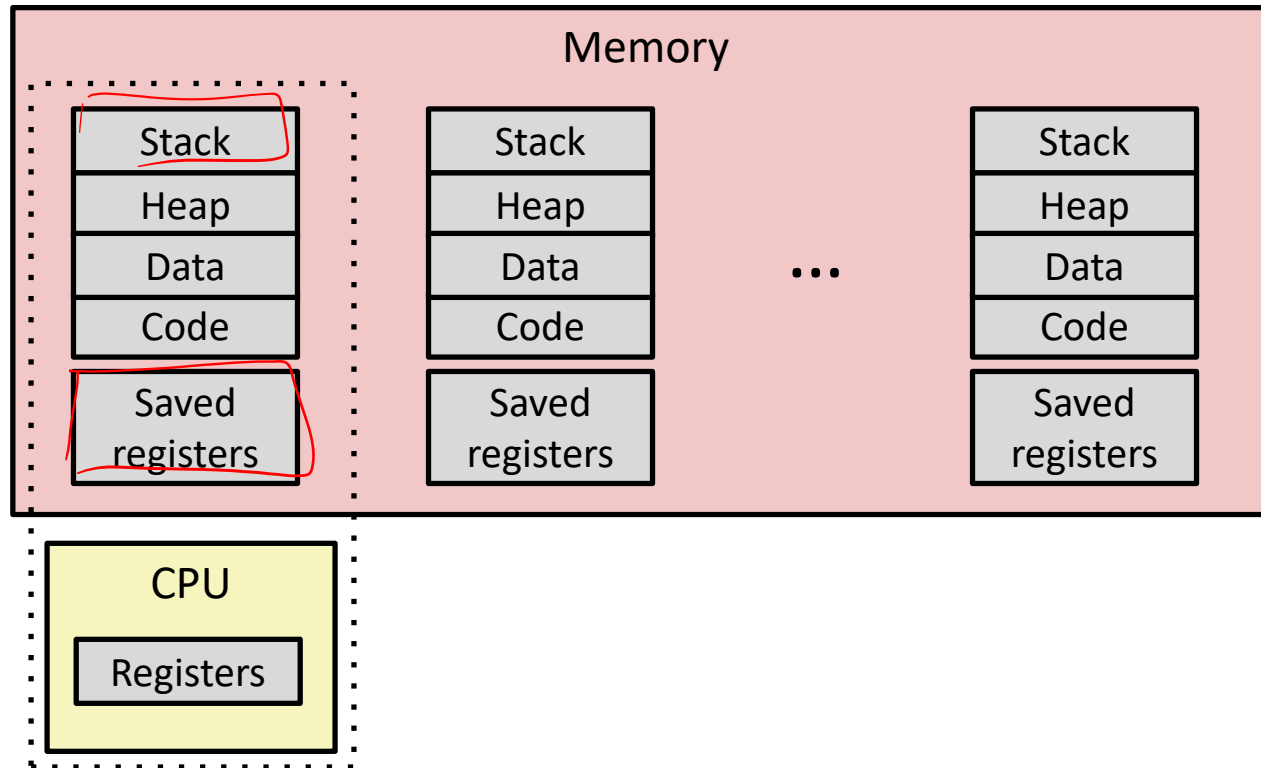 Memory
Stack
Heap
Data
Code
Saved
registers
Stack
Heap
Data
Code
Saved
registers
...
Stack
Heap
Data
Code
Saved
registers
CPU
Registers